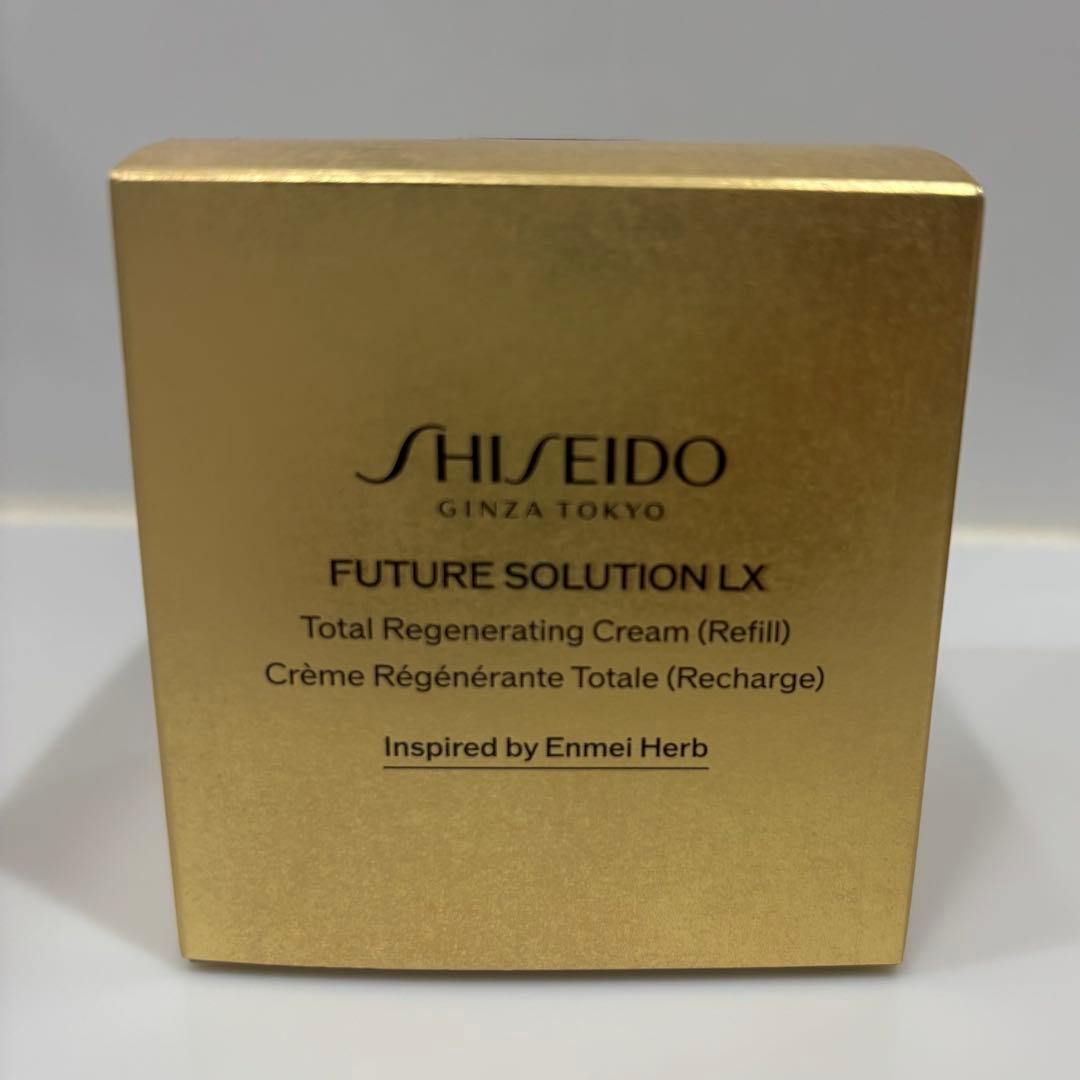 SHISEIDO
GINZA TOKYO
FUTURE SOLUTION LX
Total Regenerating Cream (Refill)
Crème Régénérante Totale (Recharge)
Inspired by Enmei Herb